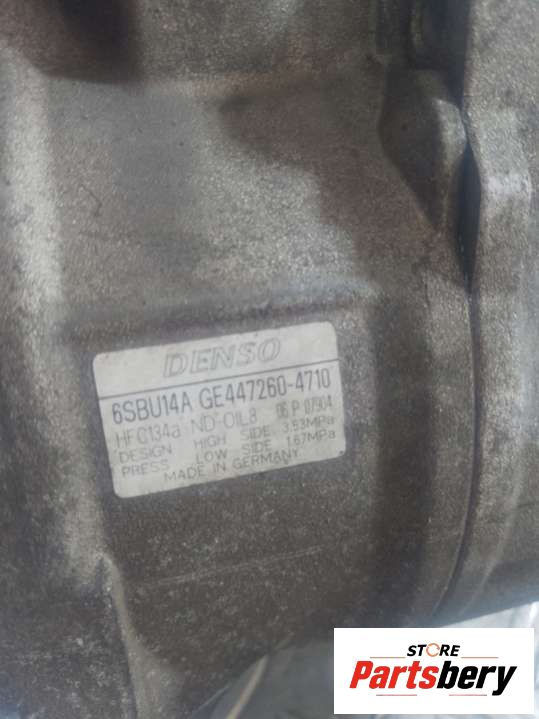 DENSO
6SBU14A GE447260-4710
HFC134a ND-OIL8 06 P 07904
DESIGN HIGH SIDE 3.53MPa
PRESS LOW SIDE 1.67MPa
MADE IN GERMANY
STORE
Partsbery